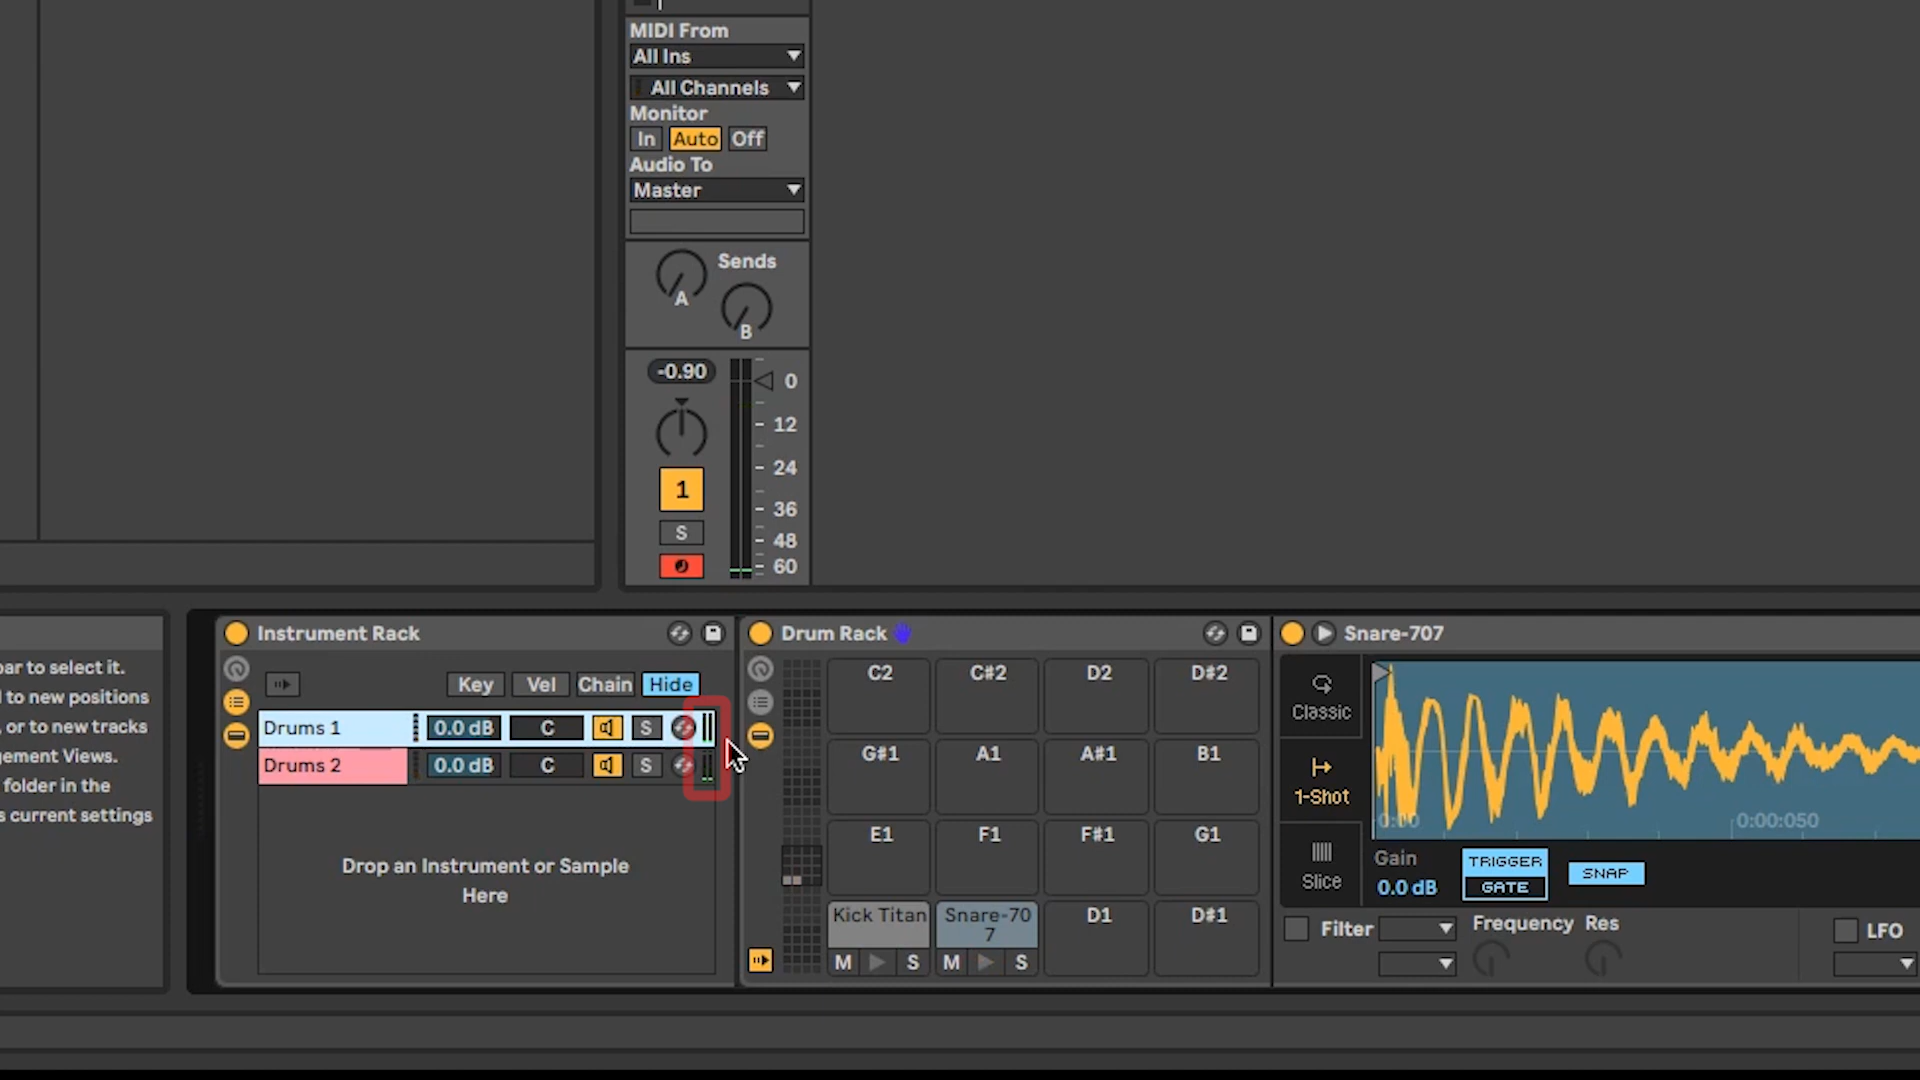 MIDI From
All Ins
All Channels
Monitor
In Auto Off
Audio To
Master
Sends
A
B
-0.90
0
12
24
1
36
S
48
60
Instrument Rack
Drum Rack
Snare-707
bar to select it.
l to new positions
, or to new tracks
gement Views.
folder in the
s current settings
Key Vel Chain Hide
Drums 1 0.0 dB C S
Drums 2 0.0 dB C S
Drop an Instrument or Sample
Here
C2 C#2 D2 D#2
G#1 A1 A#1 B1
E1 F1 F#1 G1
Kick Titan Snare-70
7
D1 D#1
M S M S
Classic
1-Shot
Slice
0:00 0:00:050
Gain
0.0 dB
TRIGGER
GATE
SNAP
Filter
Frequency Res
LFO